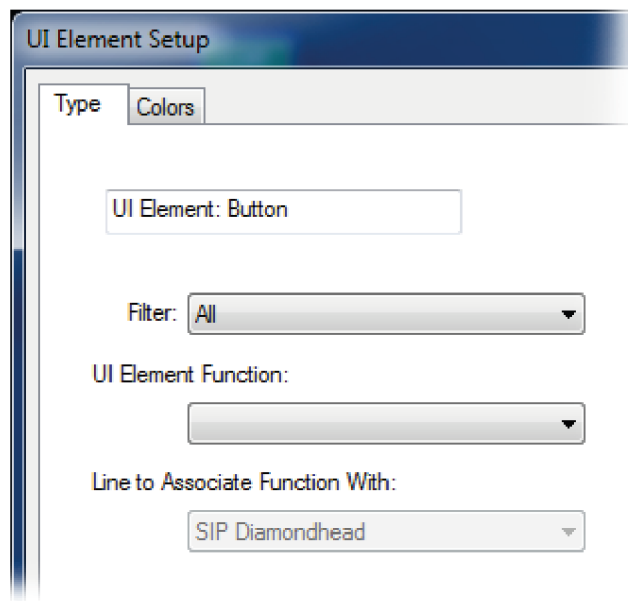 UI Element Setup
Type Colors
UI Element: Button
Filter: All
UI Element Function:
Line to Associate Function With:
SIP Diamondhead